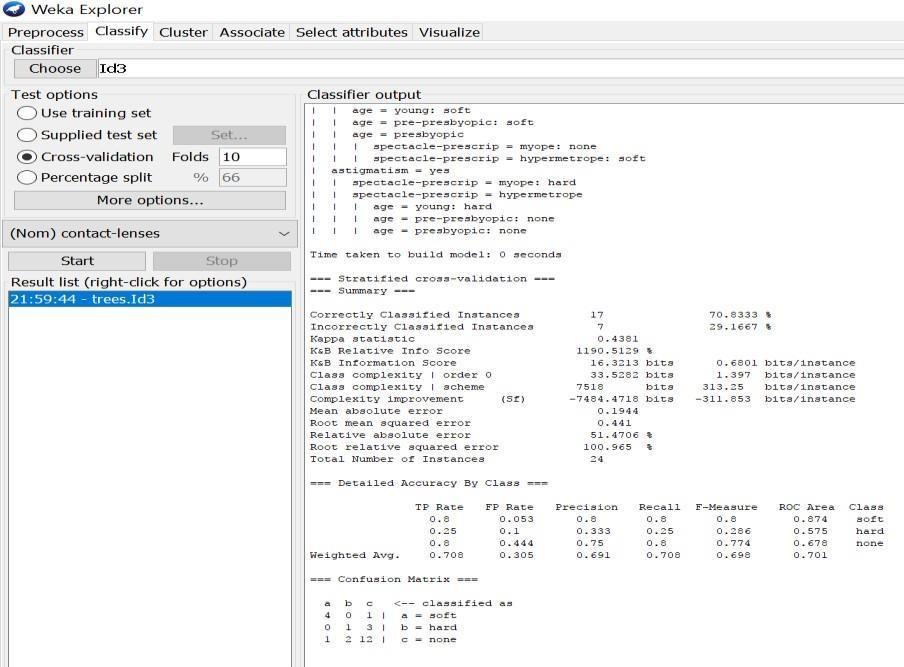 Weka Explorer
Preprocess Classify Cluster Associate Select attributes Visualize
Classifier
Choose Id3
Test options
Use training set
Supplied test set Set...
Cross-validation Folds 10
Percentage split % 66
More options...
(Nom) contact-lenses
Start Stop
Result list (right-click for options)
21:59:44 - trees.Id3
Classifier output
| | age = young: soft
| | age = pre-presbyopic: soft
| | age = presbyopic
| | | spectacle-prescrip = myope: none
| | | spectacle-prescrip = hypermetrope: soft
| astigmatism = yes
| | spectacle-prescrip = myope: hard
| | spectacle-prescrip = hypermetrope
| | | age = young: hard
| | | age = pre-presbyopic: none
| | | age = presbyopic: none
Time taken to build model: 0 seconds
=== Stratified cross-validation ===
=== Summary ===
Correctly Classified Instances 17 70.8333 %
Incorrectly Classified Instances 7 29.1667 %
Kappa statistic 0.4381
K&B Relative Info Score 1190.5129 %
K&B Information Score 16.3213 bits 0.6801 bits/instance
Class complexity | order 0 33.5282 bits 1.397 bits/instance
Class complexity | scheme 7518 bits 313.25 bits/instance
Complexity improvement (Sf) -7484.4718 bits -311.853 bits/instance
Mean absolute error 0.1944
Root mean squared error 0.441
Relative absolute error 51.4706 %
Root relative squared error 100.965 %
Total Number of Instances 24
=== Detailed Accuracy By Class ===
TP Rate FP Rate Precision Recall F-Measure ROC Area Class
0.8 0.053 0.8 0.8 0.8 0.874 soft
0.25 0.1 0.333 0.25 0.286 0.575 hard
0.8 0.444 0.75 0.8 0.774 0.678 none
Weighted Avg. 0.708 0.305 0.691 0.708 0.698 0.701
=== Confusion Matrix ===
a b c <-- classified as
4 0 1 | a = soft
0 1 3 | b = hard
1 2 12 | c = none